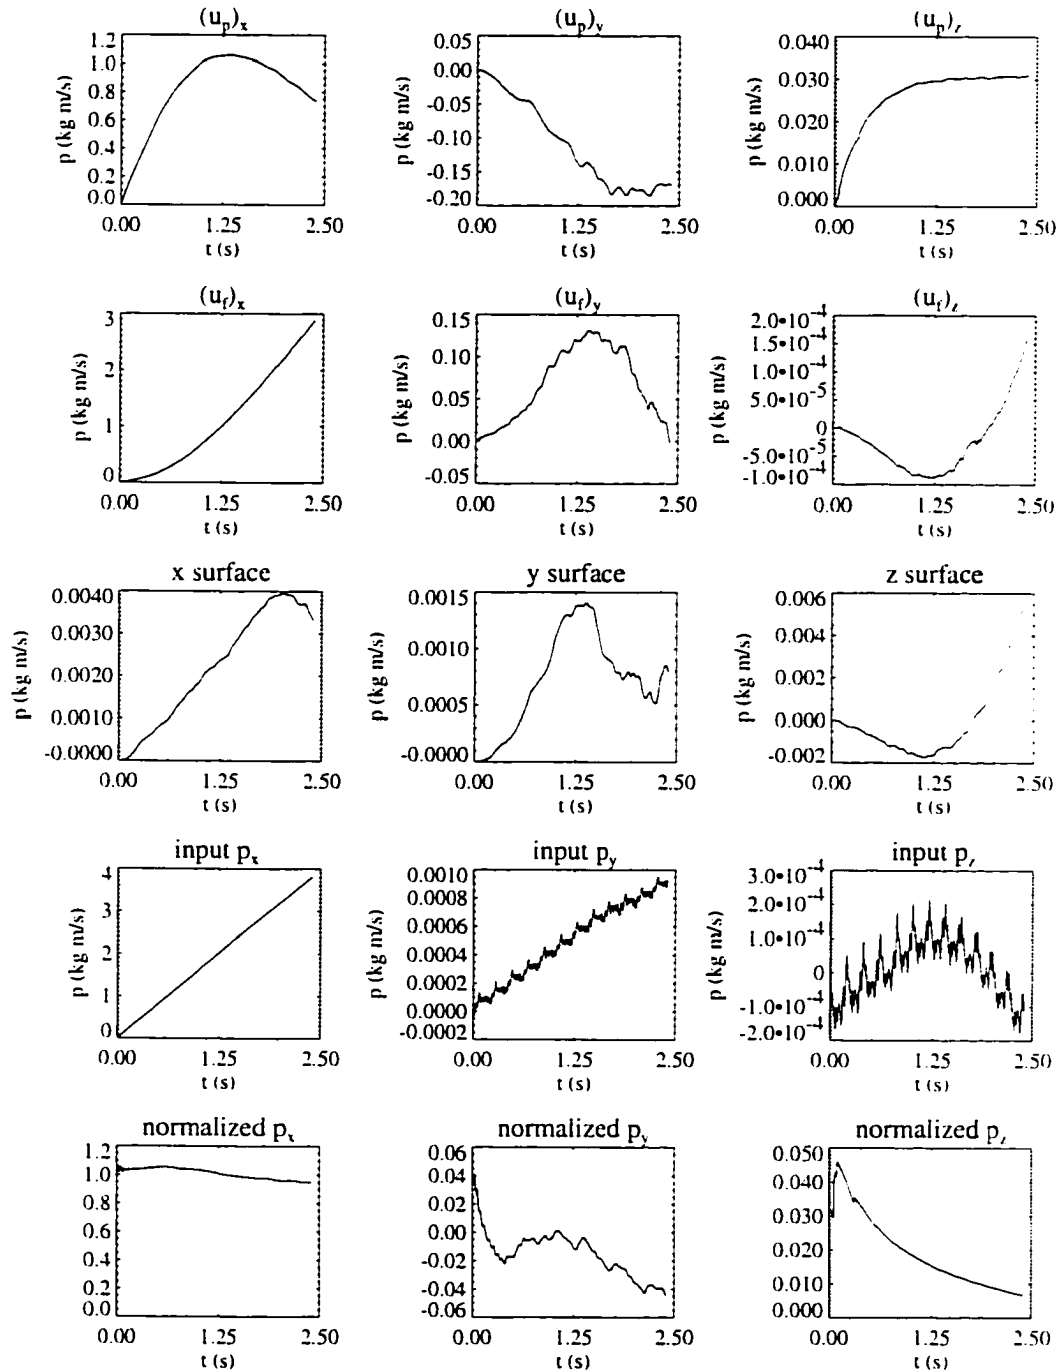 (u_p)_x
1.2
1.0
0.8
0.6
0.4
0.2
0.0
p (kg m/s)
0.00 1.25 2.50
t (s)
(u_p)_y
0.05
0.00
-0.05
-0.10
-0.15
-0.20
p (kg m/s)
0.00 1.25 2.50
t (s)
(u_p)_z
0.040
0.030
0.020
0.010
0.000
p (kg m/s)
0.00 1.25 2.50
t (s)
(u_f)_x
3
2
1
0
p (kg m/s)
0.00 1.25 2.50
t (s)
(u_f)_y
0.15
0.10
0.05
0.00
-0.05
p (kg m/s)
0.00 1.25 2.50
t (s)
(u_f)_z
2.0•10⁻⁴
1.5•10⁻⁴
1.0•10⁻⁴
5.0•10⁻⁵
0
-5.0•10⁻⁵
-1.0•10⁻⁴
p (kg m/s)
0.00 1.25 2.50
t (s)
x surface
0.0040
0.0030
0.0020
0.0010
-0.0000
p (kg m/s)
0.00 1.25 2.50
t (s)
y surface
0.0015
0.0010
0.0005
-0.0000
p (kg m/s)
0.00 1.25 2.50
t (s)
z surface
0.006
0.004
0.002
0.000
-0.002
p (kg m/s)
0.00 1.25 2.50
t (s)
input p_x
4
3
2
1
0
p (kg m/s)
0.00 1.25 2.50
t (s)
input p_y
0.0010
0.0008
0.0006
0.0004
0.0002
0.0000
-0.0002
p (kg m/s)
0.00 1.25 2.50
t (s)
input p_z
3.0•10⁻⁴
2.0•10⁻⁴
1.0•10⁻⁴
0
-1.0•10⁻⁴
-2.0•10⁻⁴
p (kg m/s)
0.00 1.25 2.50
t (s)
normalized p_x
1.2
1.0
0.8
0.6
0.4
0.2
0.0
0.00 1.25 2.50
t (s)
normalized p_y
0.06
0.04
0.02
0.00
-0.02
-0.04
-0.06
0.00 1.25 2.50
t (s)
normalized p_z
0.050
0.040
0.030
0.020
0.010
0.000
0.00 1.25 2.50
t (s)